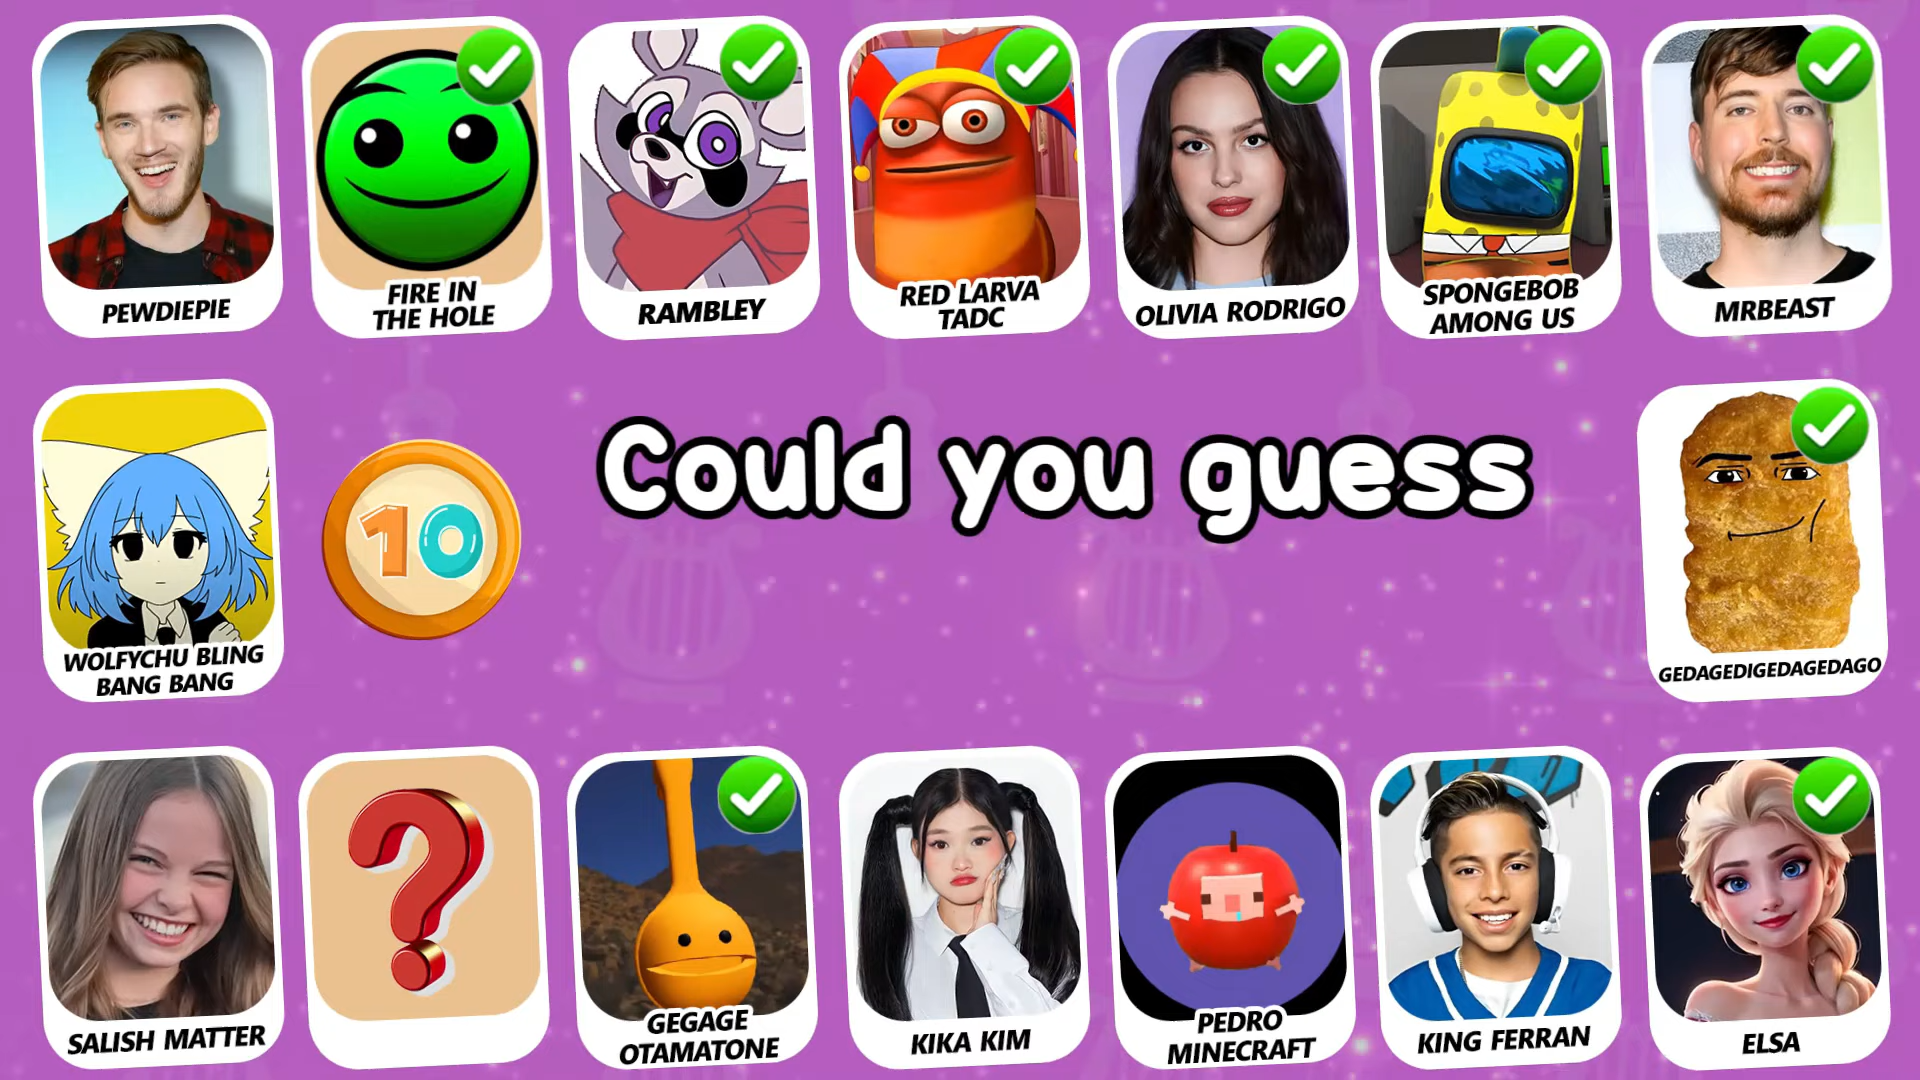 PEWDIEPIE
FIRE IN
THE HOLE
RAMBLEY
RED LARVA
TADC
OLIVIA RODRIGO
SPONGEBOB
AMONG US
MRBEAST
WOLFYCHU BLING
BANG BANG
10
Could you guess
GEDAGEDIGEDAGEDAGO
SALISH MATTER
?
GEGAGE
OTAMATONE
KIKA KIM
PEDRO
MINECRAFT
KING FERRAN
ELSA